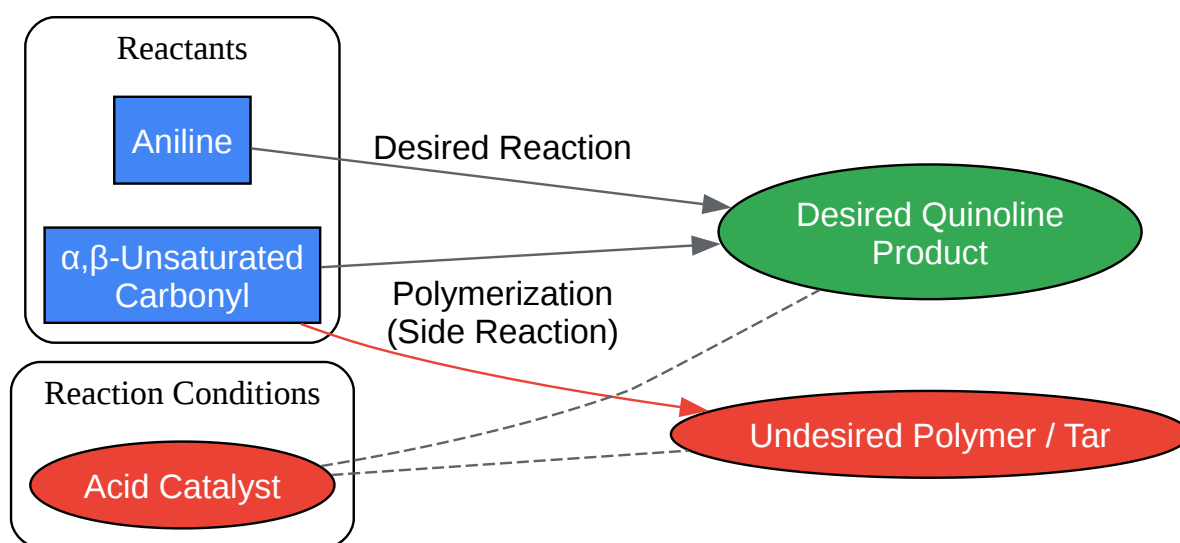 Reactants
Aniline
Desired Reaction
α,β-Unsaturated
Carbonyl
Desired Quinoline
Product
Polymerization
(Side Reaction)
Reaction Conditions
Acid Catalyst
Undesired Polymer / Tar